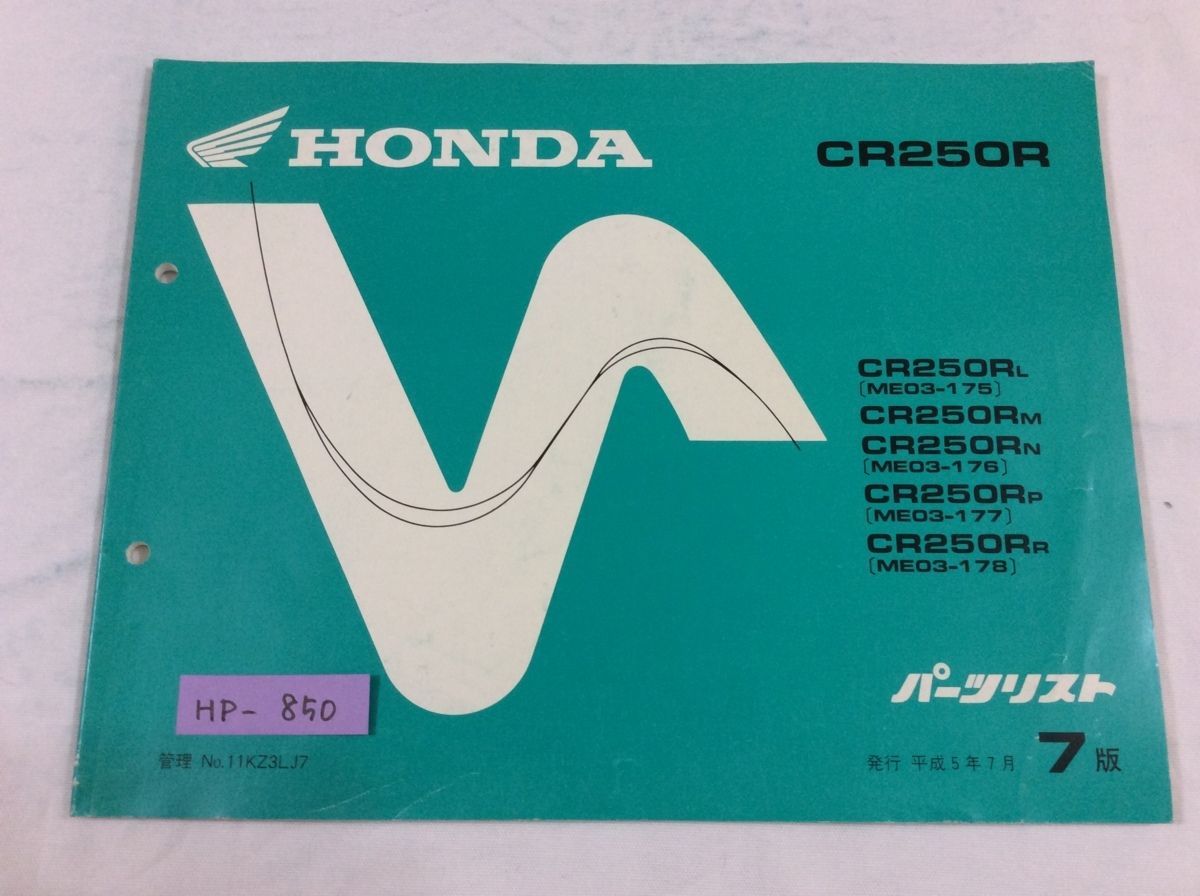 HONDA
CR250R
CR250RL
〔ME03-175〕
CR250RM
CR250RN
〔ME03-176〕
CR250RP
〔ME03-177〕
CR250RR
〔ME03-178〕
パーツリスト
HP- 850
管理 No.11KZ3LJ7
発行 平成5年7月 7版